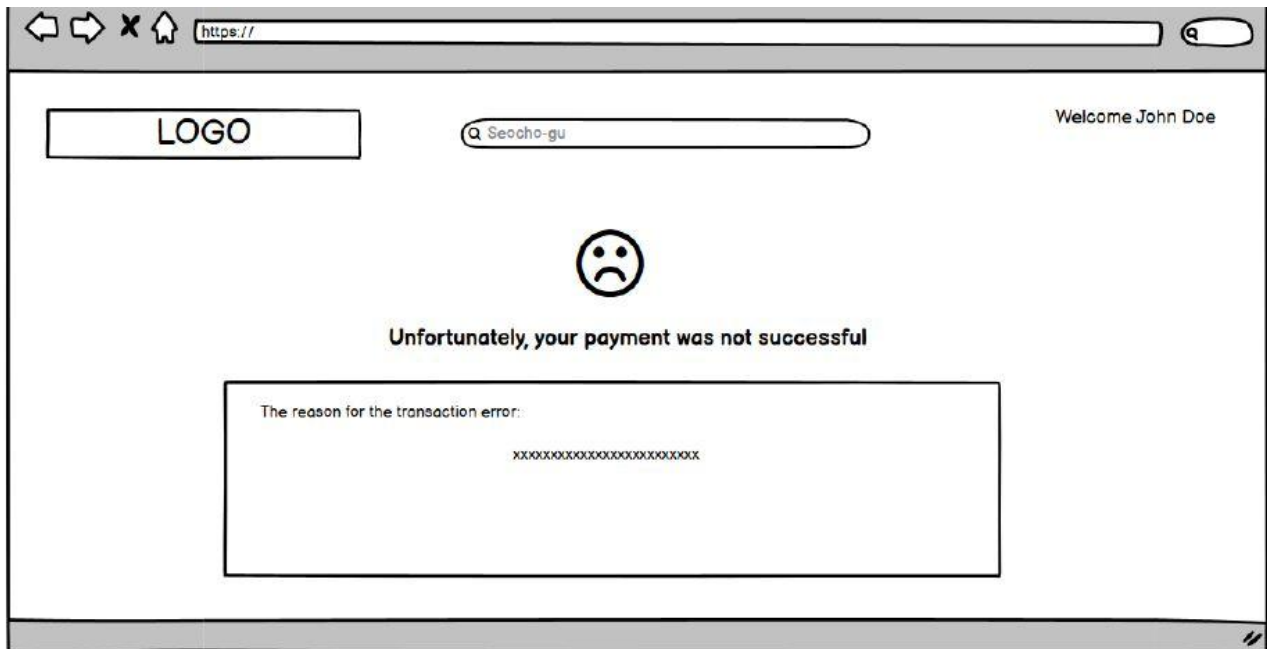 https://
LOGO
Seocho-gu
Welcome John Doe
Unfortunately, your payment was not successful
The reason for the transaction error:
xxxxxxxxxxxxxxxxxxxxxxxxx